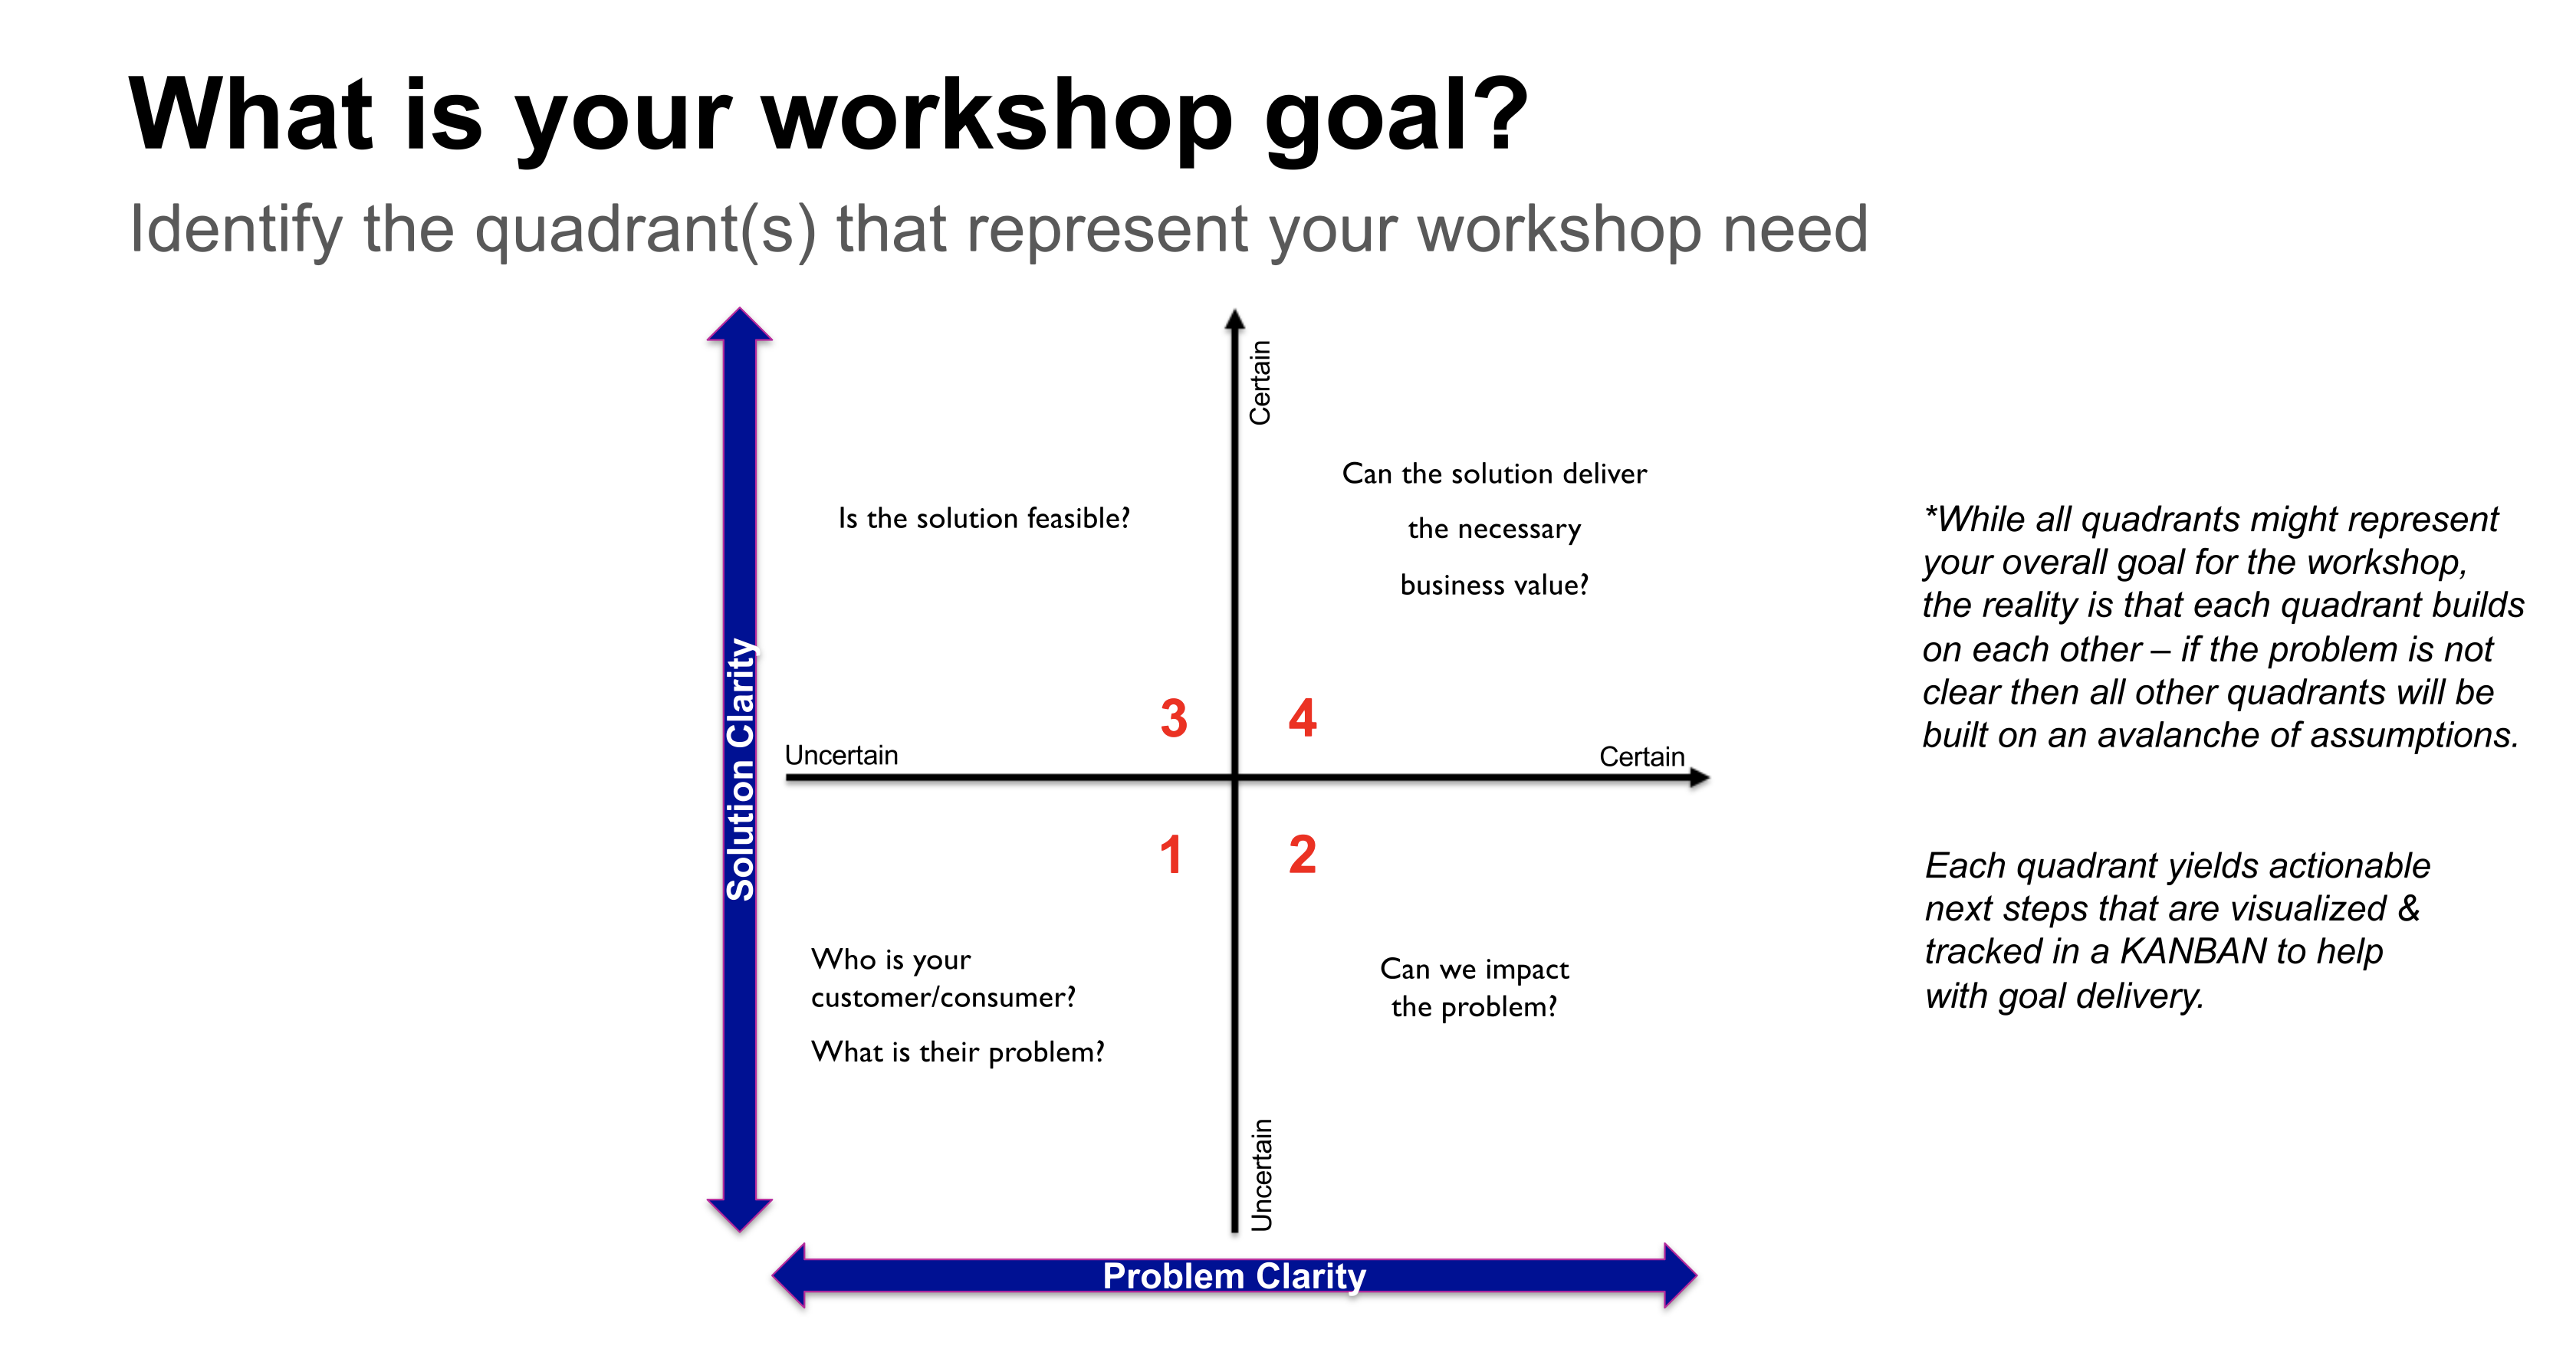 What is your workshop goal?
Identify the quadrant(s) that represent your workshop need
Solution Clarity
Certain
Is the solution feasible?
Can the solution deliver
the necessary
business value?
3
4
Uncertain
Certain
1
2
Who is your
customer/consumer?
What is their problem?
Can we impact
the problem?
Uncertain
Problem Clarity
*While all quadrants might represent
your overall goal for the workshop,
the reality is that each quadrant builds
on each other – if the problem is not
clear then all other quadrants will be
built on an avalanche of assumptions.
Each quadrant yields actionable
next steps that are visualized &
tracked in a KANBAN to help
with goal delivery.